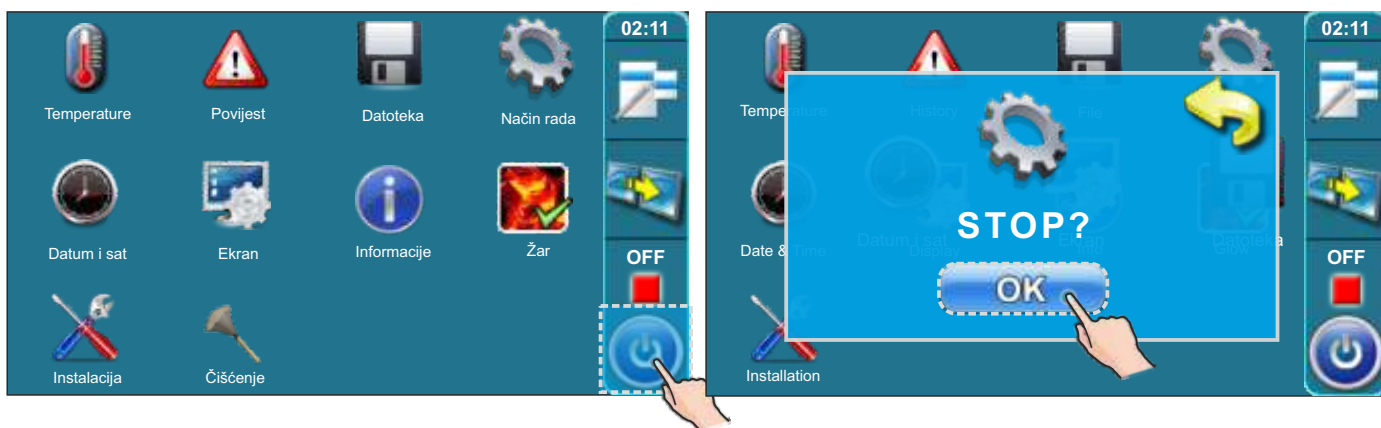 02:11
Temperature
Povijest
Datoteka
Način rada
Datum i sat
Ekran
Informacije
Žar
OFF
Instalacija
Čišćenje
02:11
Temperature
History
File
STOP?
Date & Time
Datum i sat
Display
Ekran
Datoteka
Glow
OFF
OK
Installation